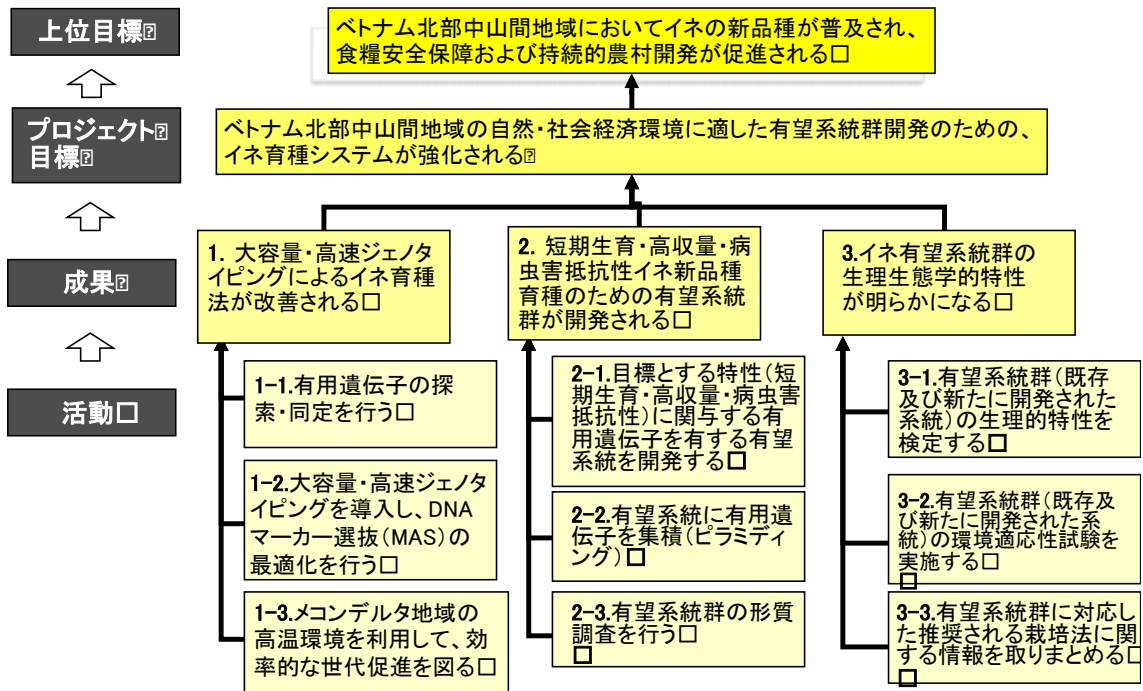 上位目標⍰
ベトナム北部中山間地域においてイネの新品種が普及され、
食糧安全保障および持続的農村開発が促進される□
プロジェクト⍰
目標⍰
ベトナム北部中山間地域の自然・社会経済環境に適した有望系統群開発のための、
イネ育種システムが強化される⍰
成果⍰
1. 大容量・高速ジェノタ
イピングによるイネ育種
法が改善される□
2. 短期生育・高収量・病
虫害抵抗性イネ新品種
育種のための有望系統
群が開発される□
3.イネ有望系統群の
生理生態学的特性
が明らかになる□
活動□
1-1.有用遺伝子の探
索・同定を行う□
1-2.大容量・高速ジェノタ
イピングを導入し、DNA
マーカー選抜(MAS)の
最適化を行う□
1-3.メコンデルタ地域の
高温環境を利用して、効
率的な世代促進を図る□
2-1.目標とする特性(短
期生育・高収量・病虫害
抵抗性)に関与する有
用遺伝子を有する有望
系統を開発する□
2-2.有望系統に有用遺
伝子を集積(ピラミディ
ング)□
2-3.有望系統群の形質
調査を行う□
□
3-1.有望系統群(既存
及び新たに開発された
系統)の生理的特性を
検定する□
3-2.有望系統群(既存及
び新たに開発された系
統)の環境適応性試験を
実施する□
□
3-3.有望系統群に対応し
た推奨される栽培法に関
する情報を取りまとめる□
□